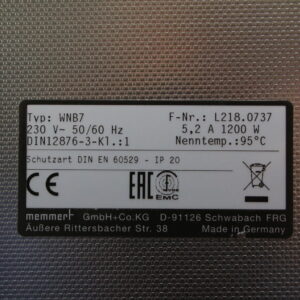 Typ: WNB7 F-Nr.: L218.0737
230 V~ 50/60 Hz 5,2 A 1200 W
DIN12876-3-Kl.:1 Nenntemp.:95°C
Schutzart DIN EN 60529 - IP 20
CE EAC EMC
memmert GmbH+Co.KG D-91126 Schwabach FRG
Äußere Rittersbacher Str. 38 Made in Germany